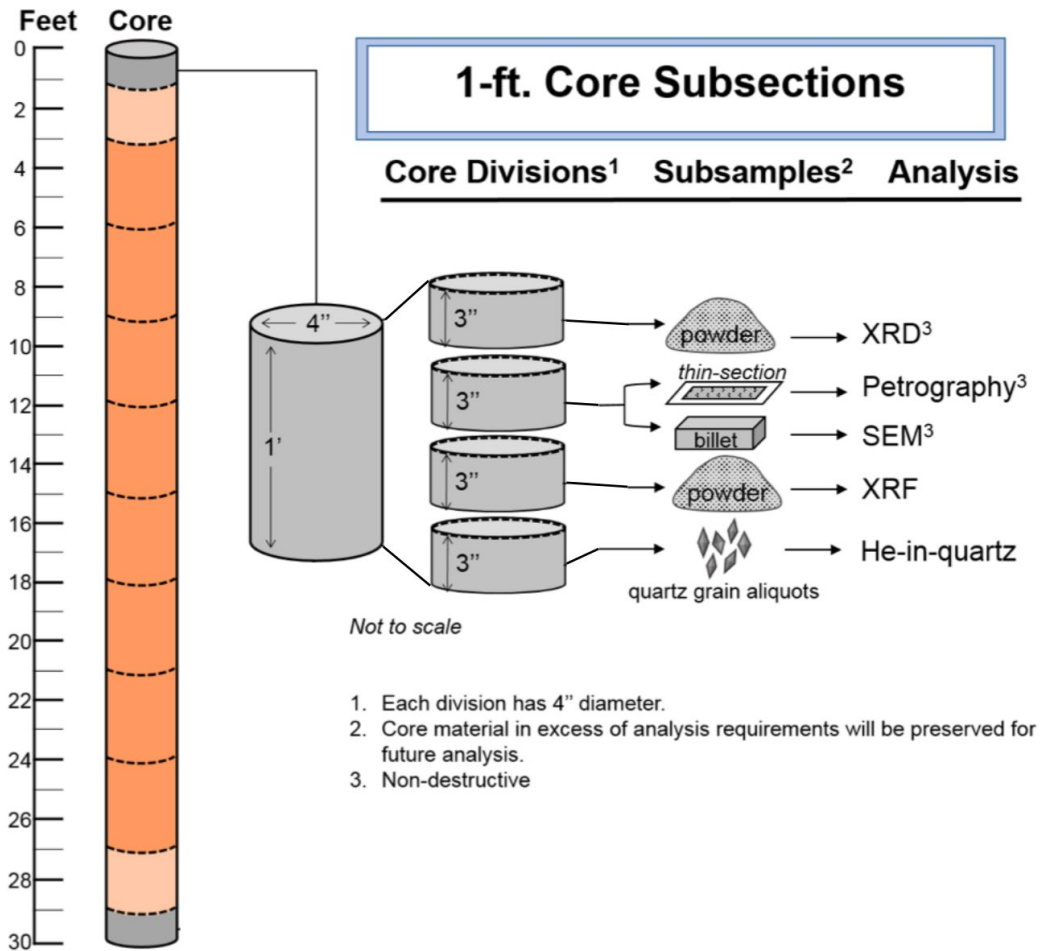 Feet Core
0
2
4
6
8
10
12
14
16
18
20
22
24
26
28
30
1-ft. Core Subsections
Core Divisions¹ Subsamples² Analysis
4”
1’
3”
powder
XRD³
3”
thin-section
Petrography³
billet
SEM³
3”
powder
XRF
3”
quartz grain aliquots
He-in-quartz
Not to scale
1. Each division has 4” diameter.
2. Core material in excess of analysis requirements will be preserved for
future analysis.
3. Non-destructive